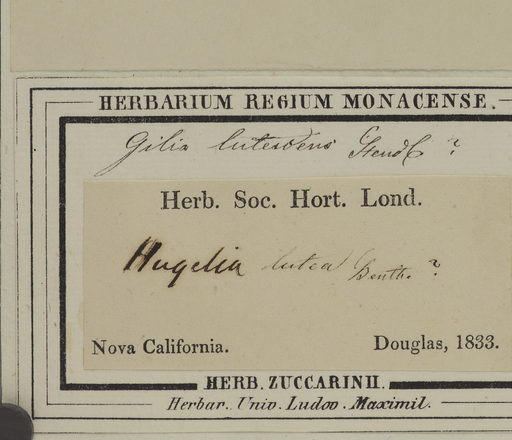 HERBARIUM REGIUM MONACENSE.
Gilia lutescens Steud ?
Herb. Soc. Hort. Lond.
Hugelia lutea Benth. ?
Nova California. Douglas, 1833.
HERB. ZUCCARINII.
Herbar. Univ. Ludov. Maximil.